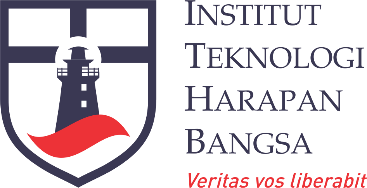 INSTITUT
TEKNOLOGI
HARAPAN
BANGSA
Veritas vos liberabit